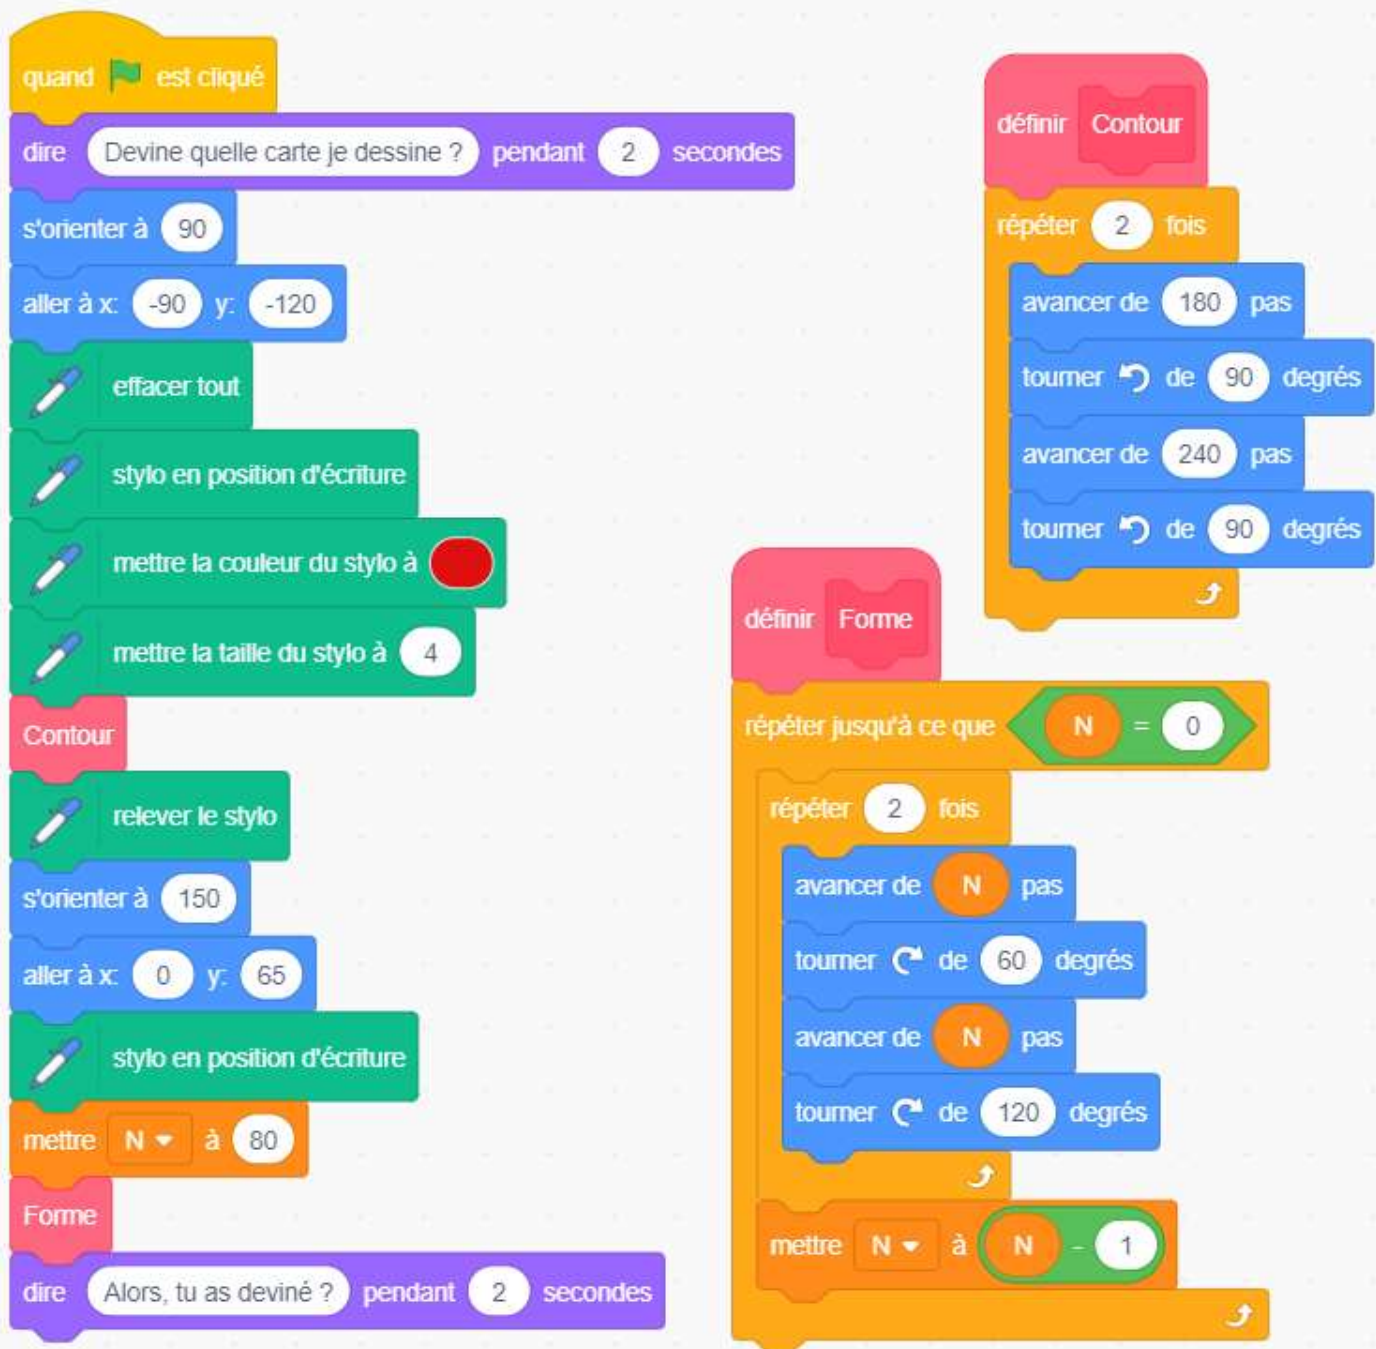 quand est cliqué
dire Devine quelle carte je dessine ? pendant 2 secondes
s'orienter à 90
aller à x: -90 y: -120
effacer tout
stylo en position d'écriture
mettre la couleur du stylo à
mettre la taille du stylo à 4
Contour
relever le stylo
s'orienter à 150
aller à x: 0 y: 65
stylo en position d'écriture
mettre N à 80
Forme
dire Alors, tu as deviné ? pendant 2 secondes
définir Contour
répéter 2 fois
avancer de 180 pas
tourner de 90 degrés
avancer de 240 pas
tourner de 90 degrés
définir Forme
répéter jusqu'à ce que N = 0
répéter 2 fois
avancer de N pas
tourner de 60 degrés
avancer de N pas
tourner de 120 degrés
mettre N à N - 1